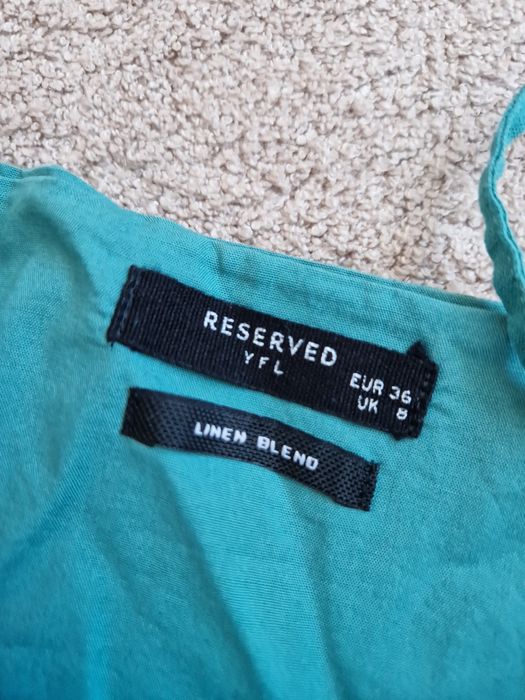 RESERVED
YFL
EUR 36
UK 8
LINEN BLEND